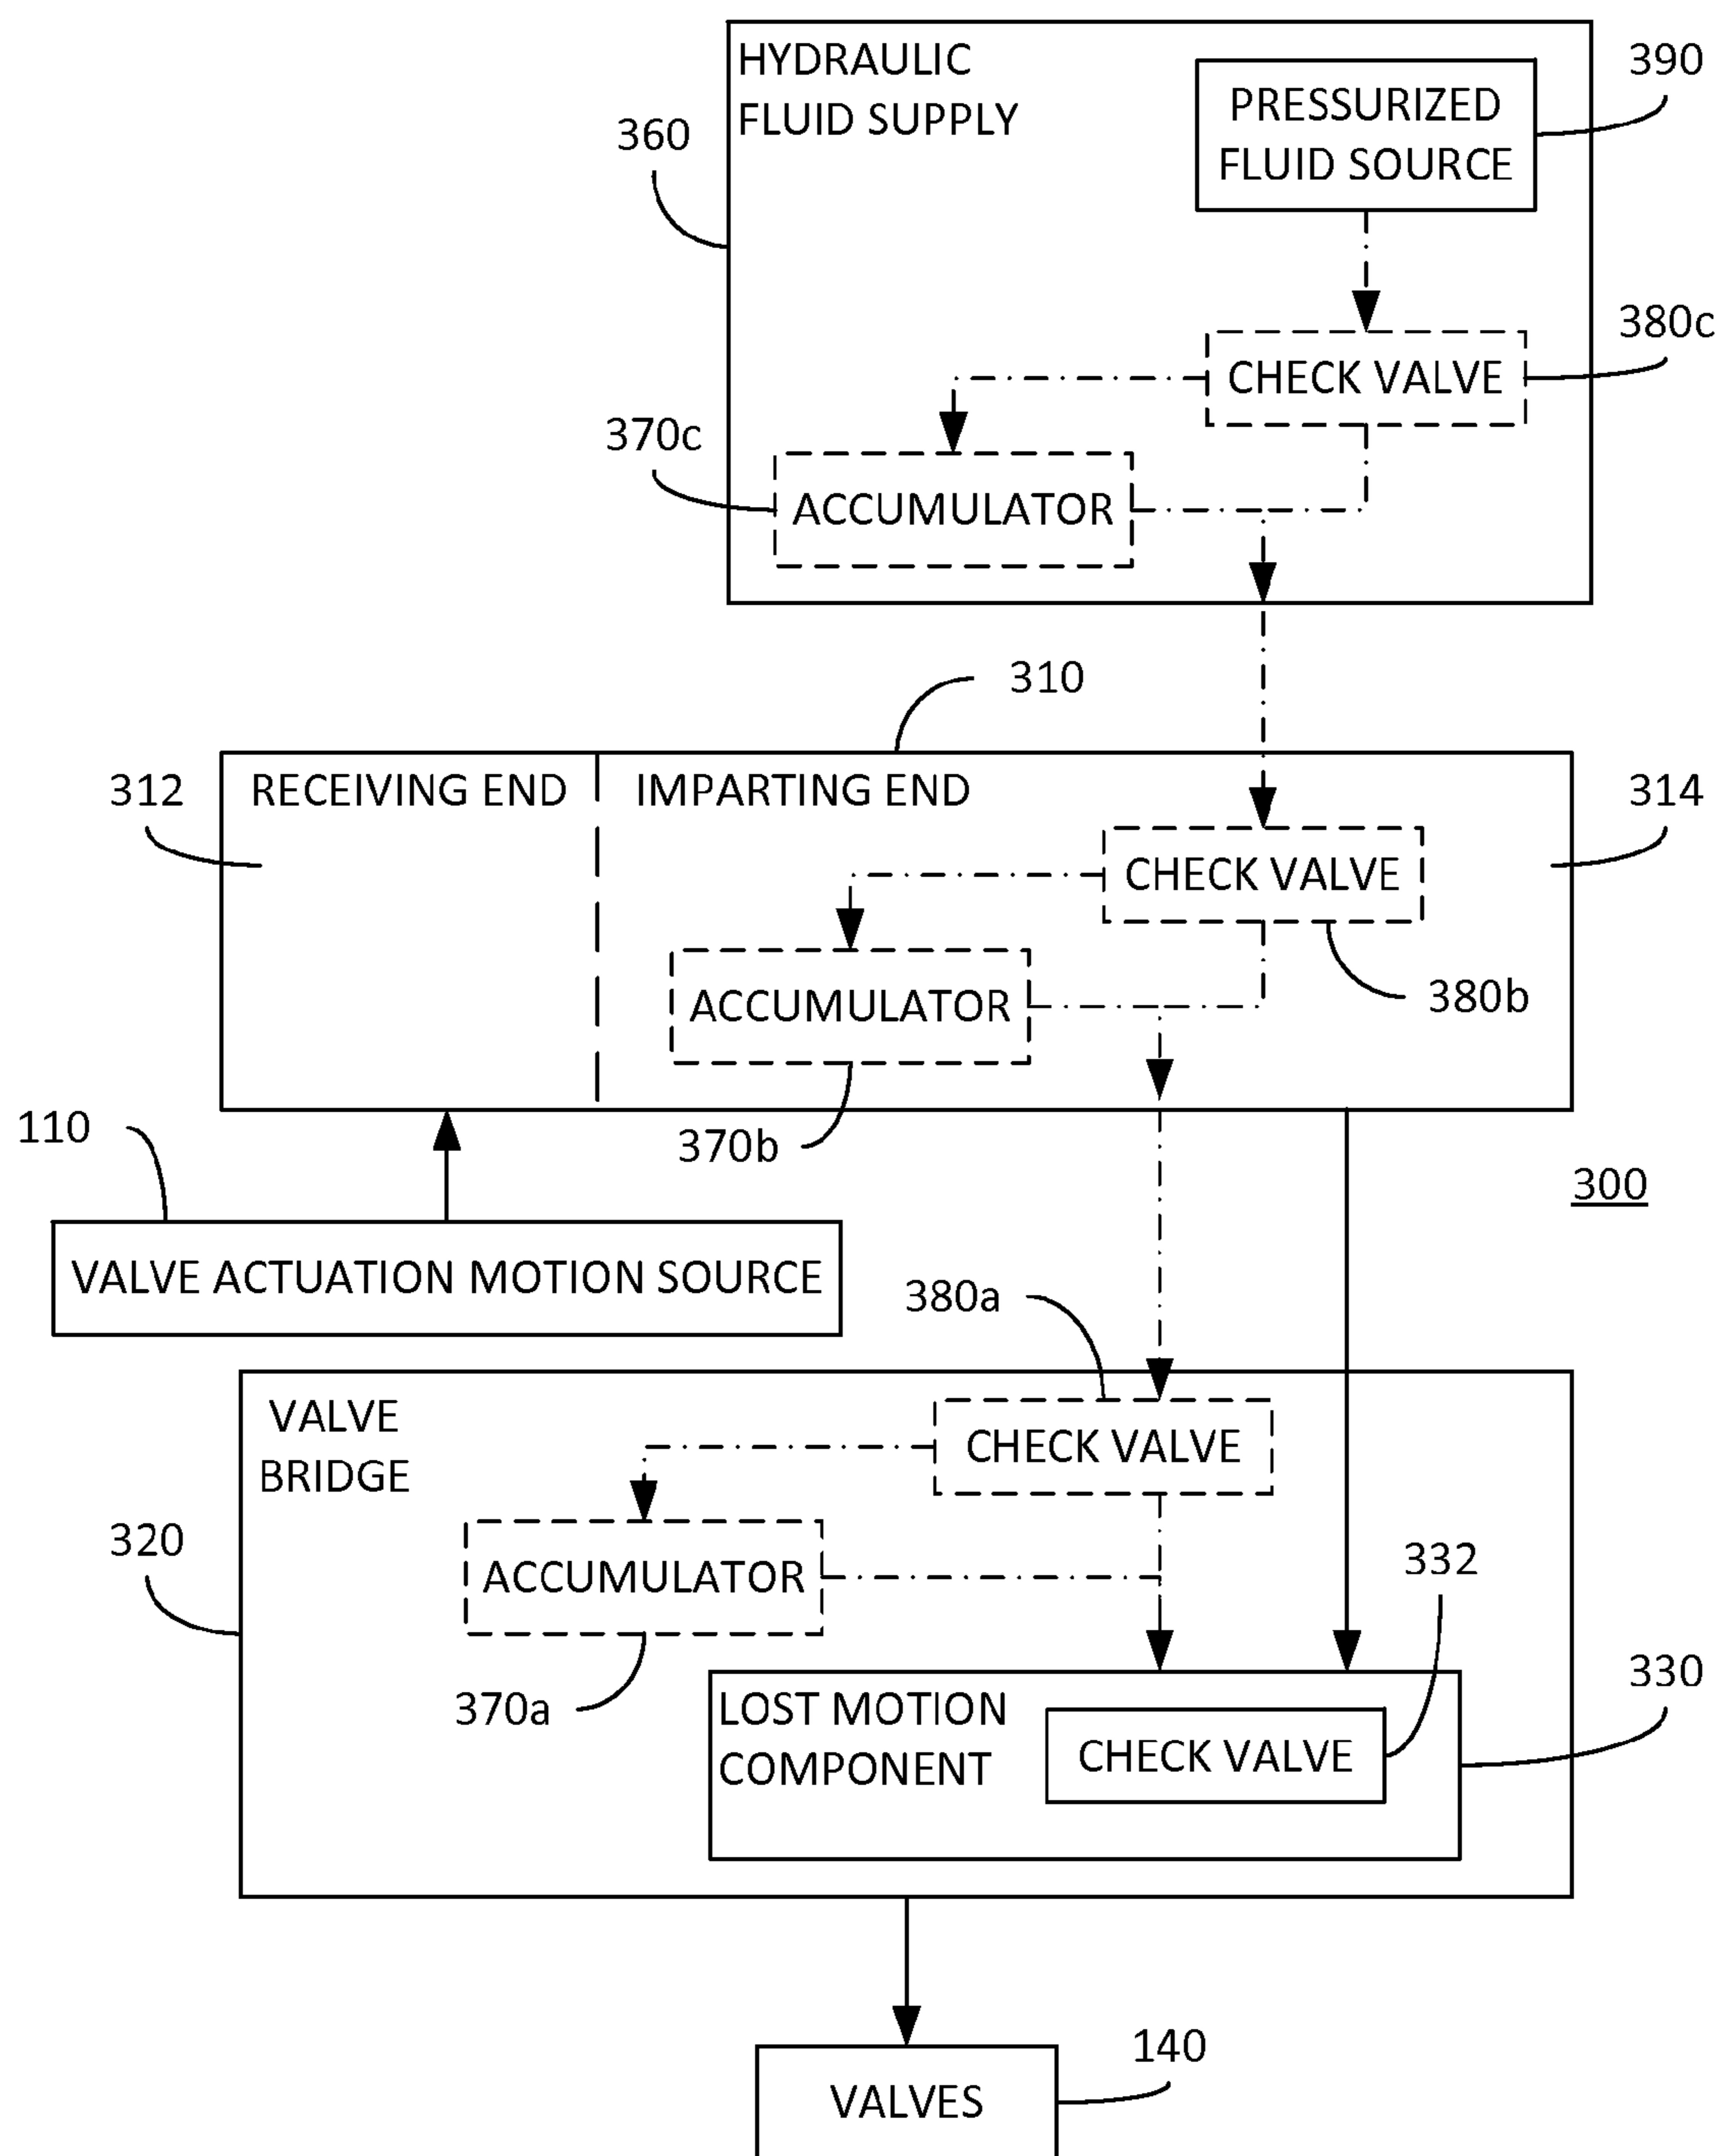 HYDRAULIC
FLUID SUPPLY
390
PRESSURIZED
FLUID SOURCE
360
380c
CHECK VALVE
370c
ACCUMULATOR
310
312
RECEIVING END
IMPARTING END
314
CHECK VALVE
380b
ACCUMULATOR
370b
110
300
VALVE ACTUATION MOTION SOURCE
380a
VALVE
BRIDGE
CHECK VALVE
320
ACCUMULATOR
332
370a
LOST MOTION
COMPONENT
CHECK VALVE
330
140
VALVES